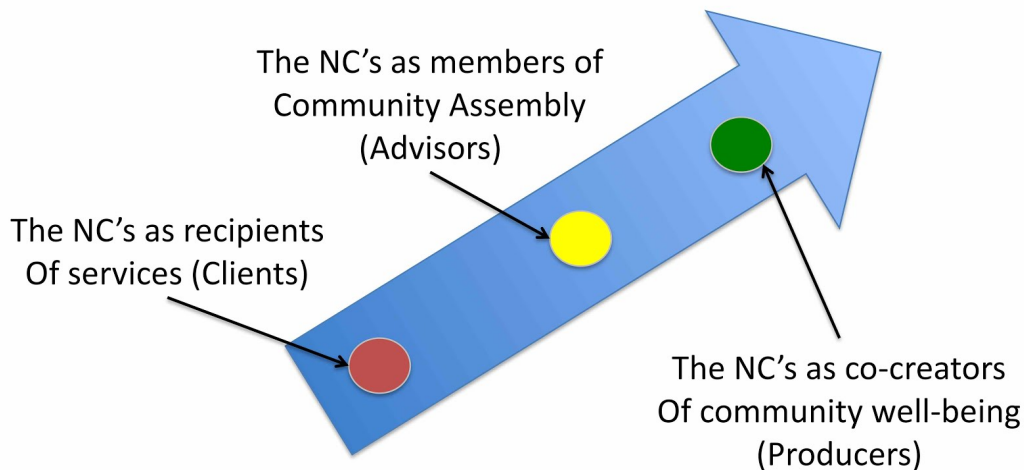 The NC's as members of
Community Assembly
(Advisors)
The NC's as recipients
Of services (Clients)
The NC's as co-creators
Of community well-being
(Producers)